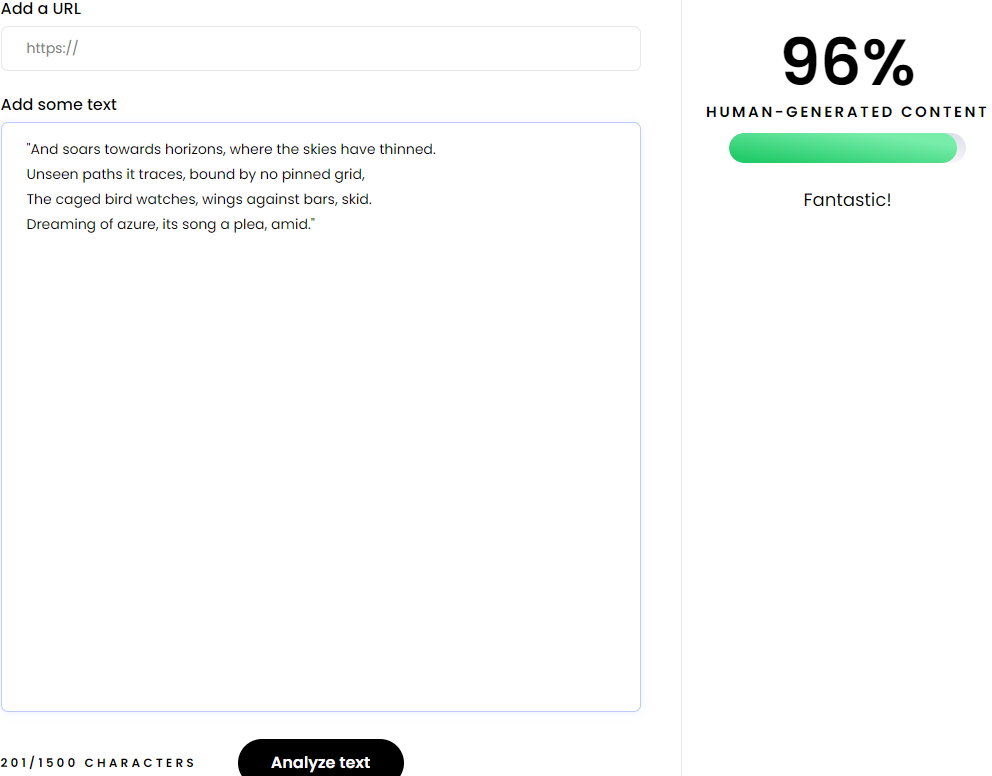 Add a URL
https://
Add some text
"And soars towards horizons, where the skies have thinned.
Unseen paths it traces, bound by no pinned grid,
The caged bird watches, wings against bars, skid.
Dreaming of azure, its song a plea, amid."
201/1500 CHARACTERS
Analyze text
96%
HUMAN-GENERATED CONTENT
Fantastic!